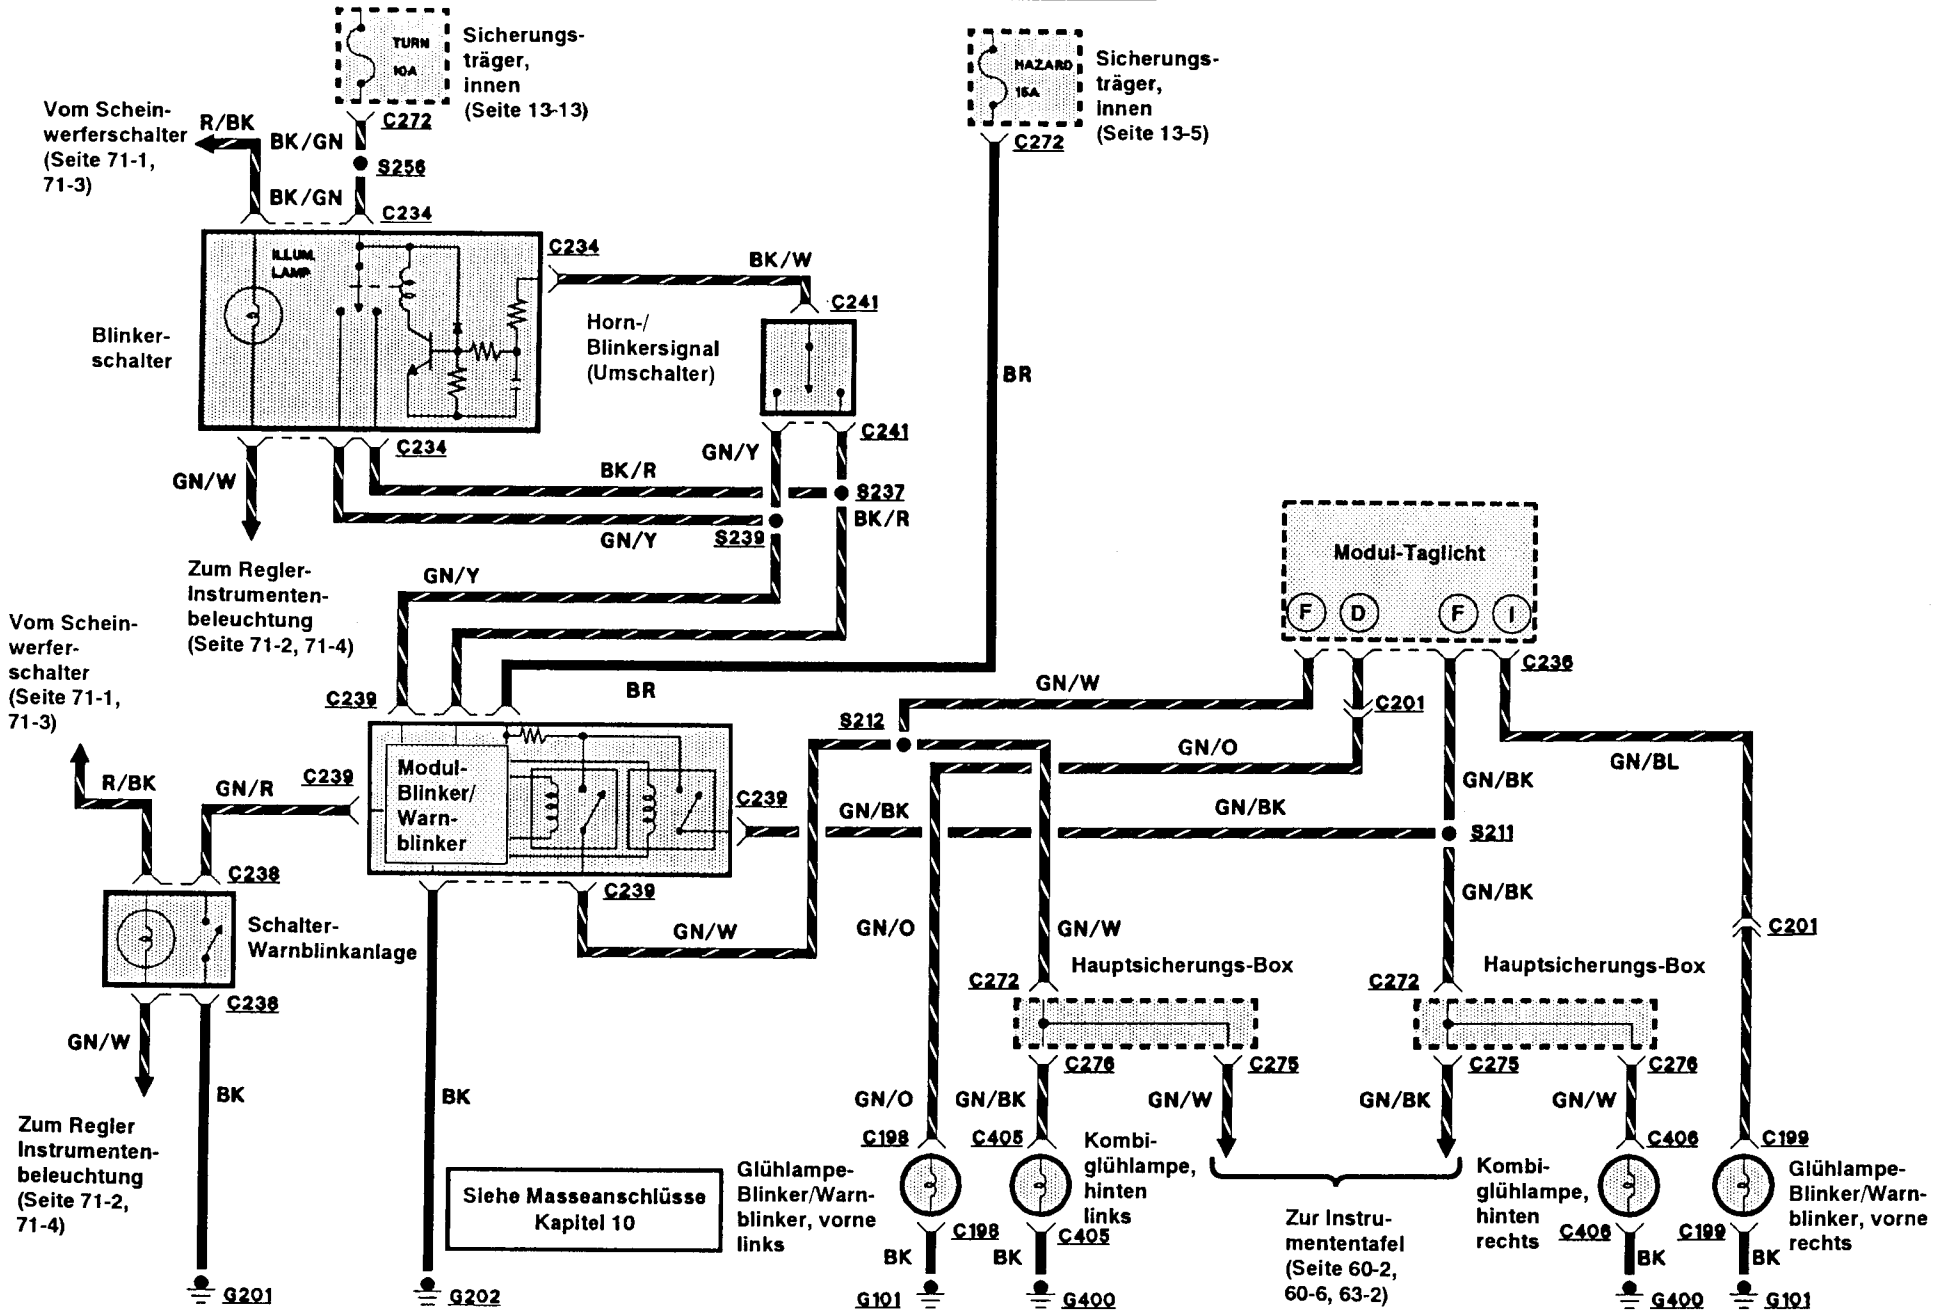 TURN
10A
Sicherungs-
träger,
innen
(Seite 13-13)
C272
HAZARD
15A
Sicherungs-
träger,
innen
(Seite 13-5)
C272
Vom Schein-
werferschalter
(Seite 71-1,
71-3)
R/BK
BK/GN
S256
BK/GN
C234
ILLUM.
LAMP
C234
BK/W
C241
Blinker-
schalter
Horn-/
Blinkersignal
(Umschalter)
BR
C234
C241
GN/W
GN/Y
BK/R
S237
BK/R
GN/Y
S239
Zum Regler-
Instrumenten-
beleuchtung
(Seite 71-2, 71-4)
GN/Y
Modul-Taglicht
F
D
F
I
C236
Vom Schein-
werfer-
schalter
(Seite 71-1,
71-3)
C239
BR
GN/W
C201
S212
GN/O
GN/BK
GN/BL
R/BK
GN/R
C239
Modul-
Blinker/
Warn-
blinker
C239
GN/BK
GN/BK
S211
C238
C239
GN/BK
Schalter-
Warnblinkanlage
GN/W
GN/O
GN/W
C201
C238
Hauptsicherungs-Box
C272
Hauptsicherungs-Box
C272
GN/W
BK
BK
C276
C275
C275
C276
GN/O
GN/BK
GN/W
GN/BK
GN/W
Zum Regler
Instrumenten-
beleuchtung
(Seite 71-2,
71-4)
C198
C405
Kombi-
glühlampe,
hinten
links
C406
C199
Siehe Masseanschlüsse
Kapitel 10
Glühlampe-
Blinker/Warn-
blinker, vorne
links
Kombi-
glühlampe,
hinten
rechts
Glühlampe-
Blinker/Warn-
blinker, vorne
rechts
C198
C405
C406
C199
Zur Instru-
mententafel
(Seite 60-2,
60-6, 63-2)
BK
BK
BK
BK
G201
G202
G101
G400
G400
G101